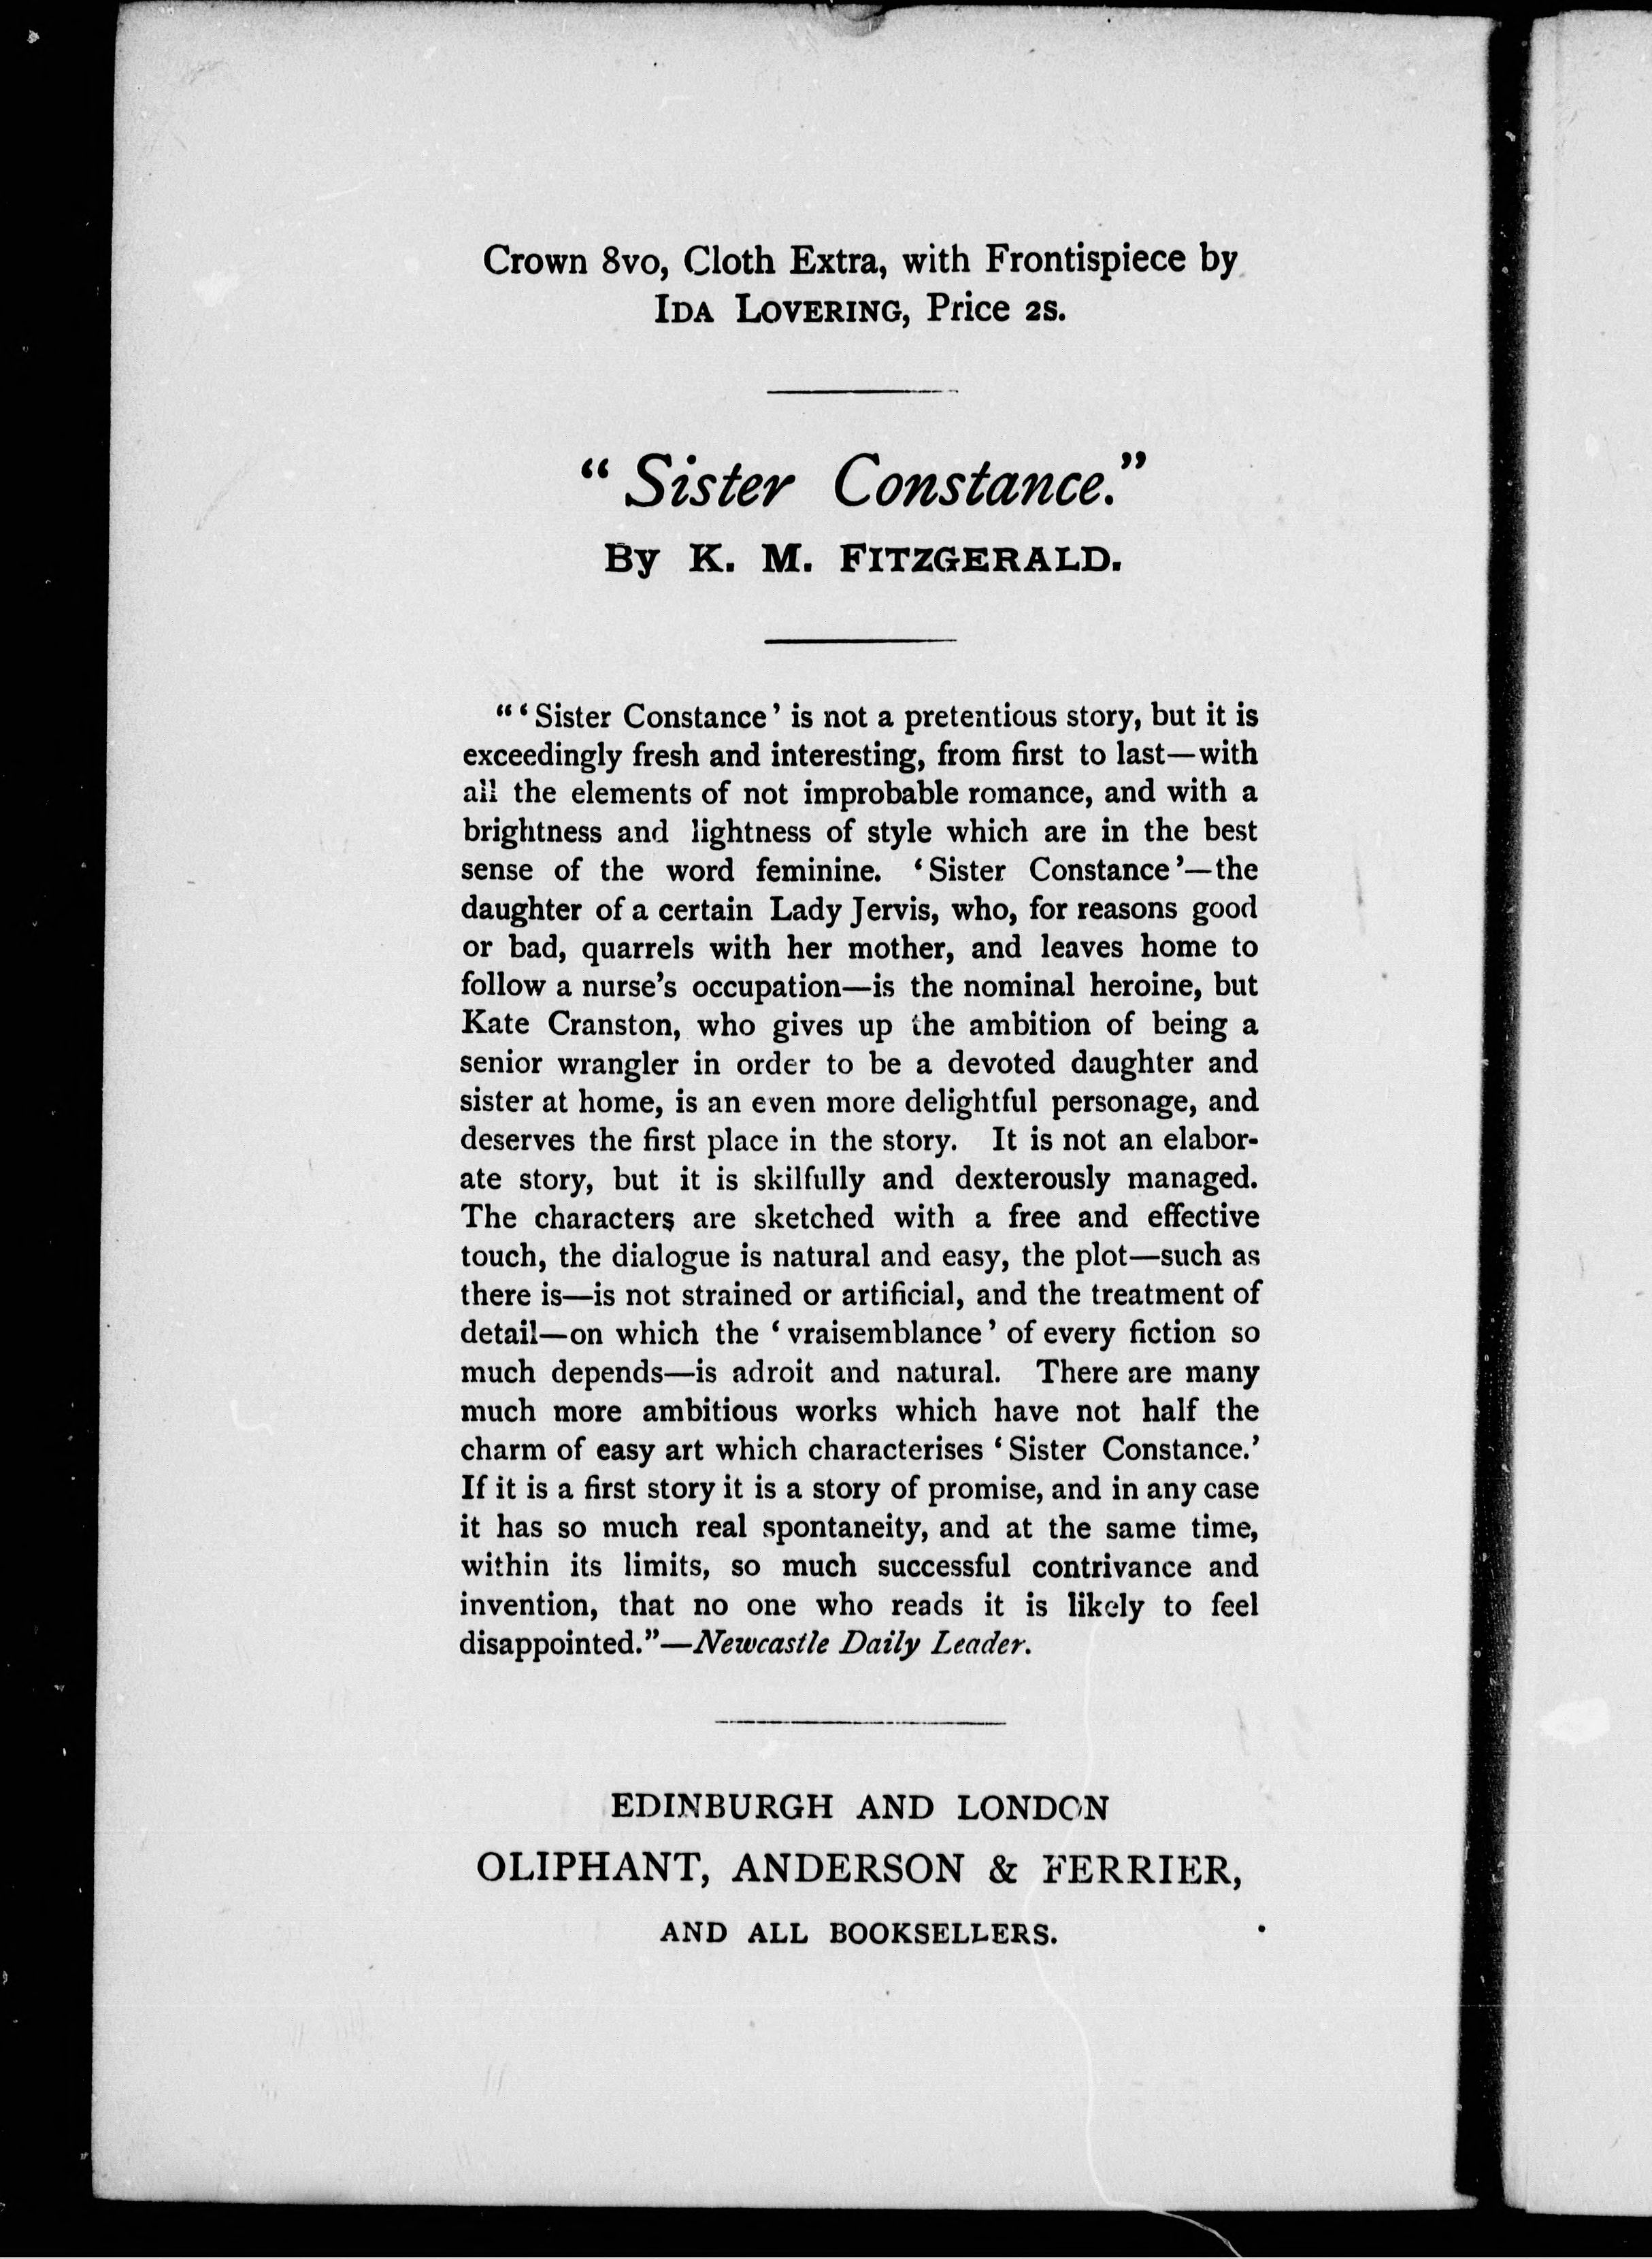 Crown 8vo, Cloth Extra, with Frontispiece by
IDA LOVERING, Price 2s.
“Sister Constance.”
By K. M. FITZGERALD.
“‘Sister Constance’ is not a pretentious story, but it is
exceedingly fresh and interesting, from first to last—with
all the elements of not improbable romance, and with a
brightness and lightness of style which are in the best
sense of the word feminine. ‘Sister Constance’—the
daughter of a certain Lady Jervis, who, for reasons good
or bad, quarrels with her mother, and leaves home to
follow a nurse’s occupation—is the nominal heroine, but
Kate Cranston, who gives up the ambition of being a
senior wrangler in order to be a devoted daughter and
sister at home, is an even more delightful personage, and
deserves the first place in the story. It is not an elabor-
ate story, but it is skilfully and dexterously managed.
The characters are sketched with a free and effective
touch, the dialogue is natural and easy, the plot—such as
there is—is not strained or artificial, and the treatment of
detail—on which the ‘vraisemblance’ of every fiction so
much depends—is adroit and natural. There are many
much more ambitious works which have not half the
charm of easy art which characterises ‘Sister Constance.’
If it is a first story it is a story of promise, and in any case
it has so much real spontaneity, and at the same time,
within its limits, so much successful contrivance and
invention, that no one who reads it is likely to feel
disappointed.”—Newcastle Daily Leader.
EDINBURGH AND LONDON
OLIPHANT, ANDERSON & FERRIER,
AND ALL BOOKSELLERS.